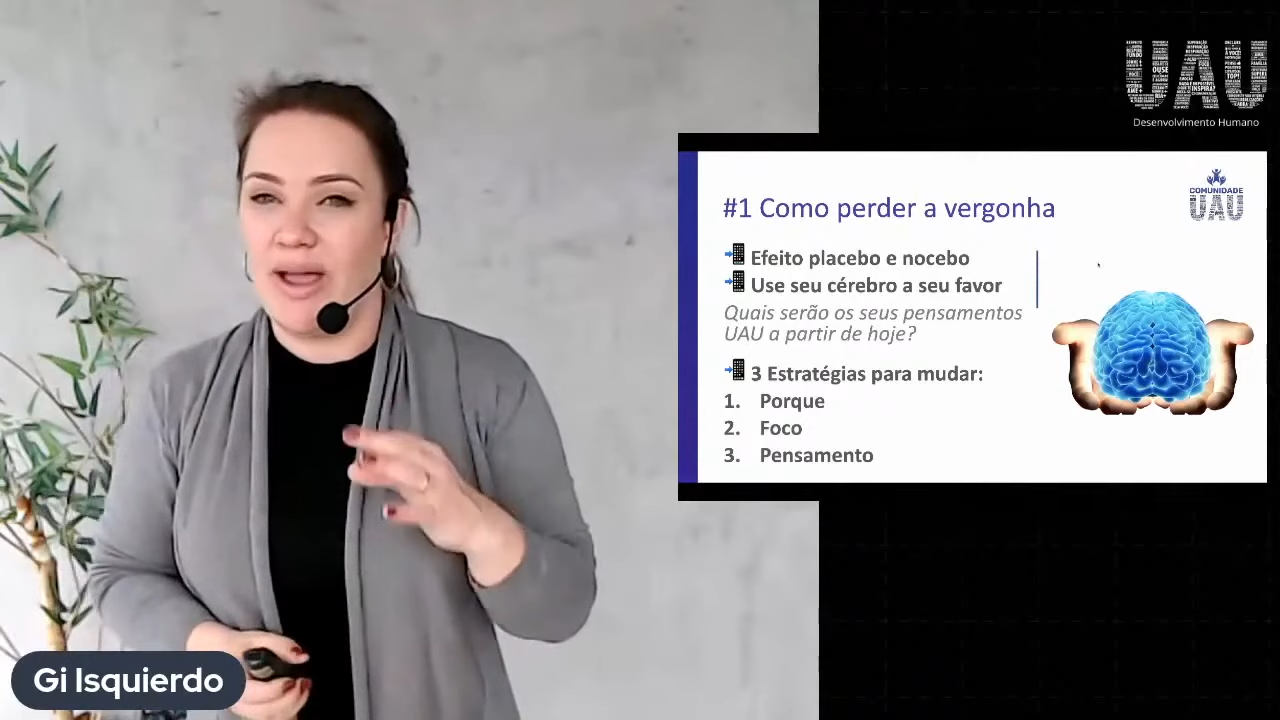 UAU
Desenvolvimento Humano
COMUNIDADE
UAU
#1 Como perder a vergonha
Efeito placebo e nocebo
Use seu cérebro a seu favor
Quais serão os seus pensamentos
UAU a partir de hoje?
3 Estratégias para mudar:
1. Porque
2. Foco
3. Pensamento
Gi Isquierdo